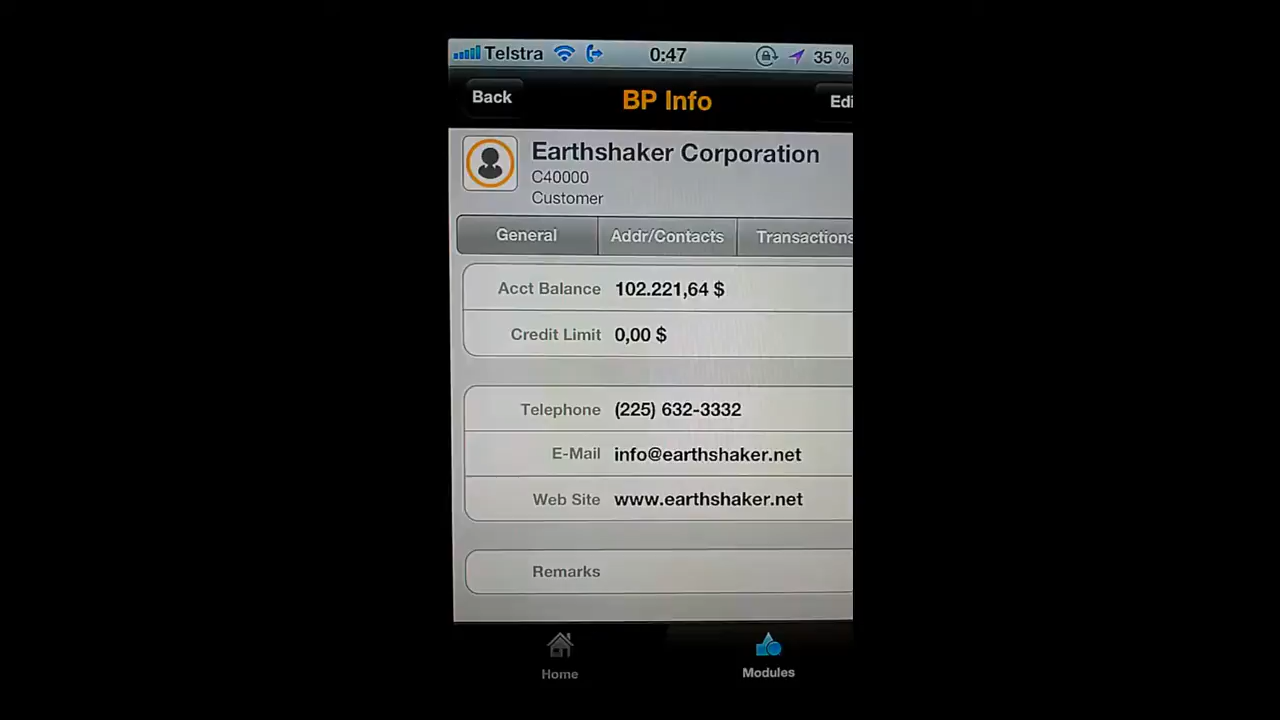 Telstra 0:47 35%
Back BP Info Edi
Earthshaker Corporation
C40000
Customer
General Addr/Contacts Transactions
Acct Balance 102.221,64 $
Credit Limit 0,00 $
Telephone (225) 632-3332
E-Mail info@earthshaker.net
Web Site www.earthshaker.net
Remarks
Home Modules